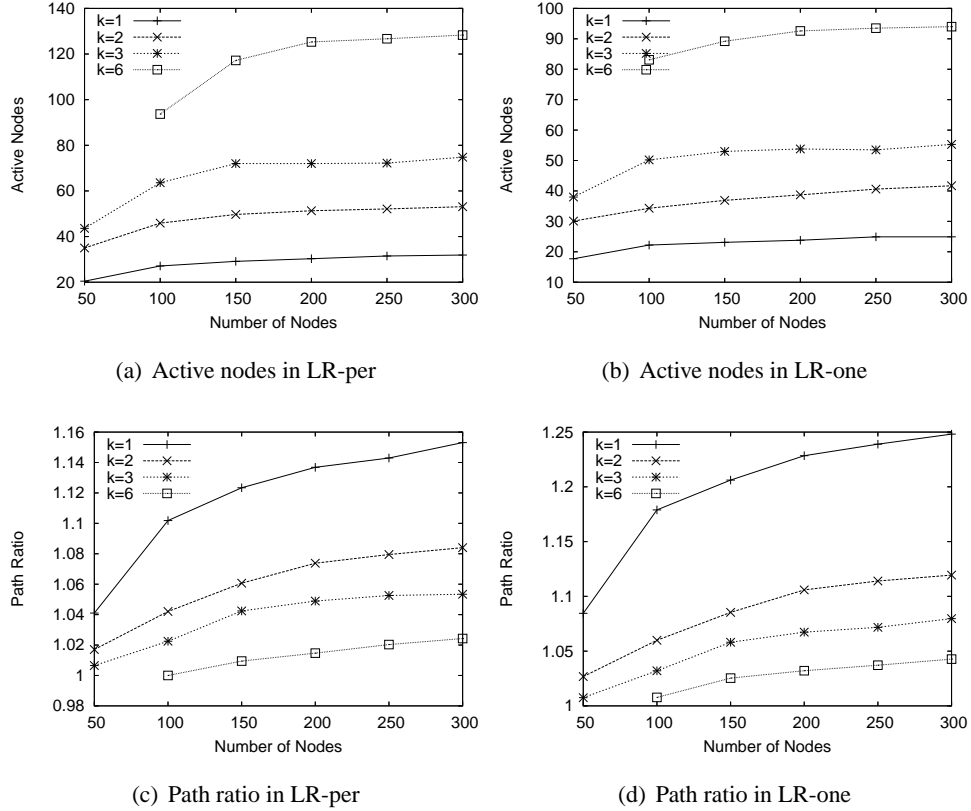 140
120
100
80
60
40
20
50 100 150 200 250 300
Active Nodes
Number of Nodes
k=1
k=2
k=3
k=6
(a) Active nodes in LR-per
100
90
80
70
60
50
40
30
20
10
50 100 150 200 250 300
Active Nodes
Number of Nodes
k=1
k=2
k=3
k=6
(b) Active nodes in LR-one
1.16
1.14
1.12
1.1
1.08
1.06
1.04
1.02
1
0.98
50 100 150 200 250 300
Path Ratio
Number of Nodes
k=1
k=2
k=3
k=6
(c) Path ratio in LR-per
1.25
1.2
1.15
1.1
1.05
1
50 100 150 200 250 300
Path Ratio
Number of Nodes
k=1
k=2
k=3
k=6
(d) Path ratio in LR-one